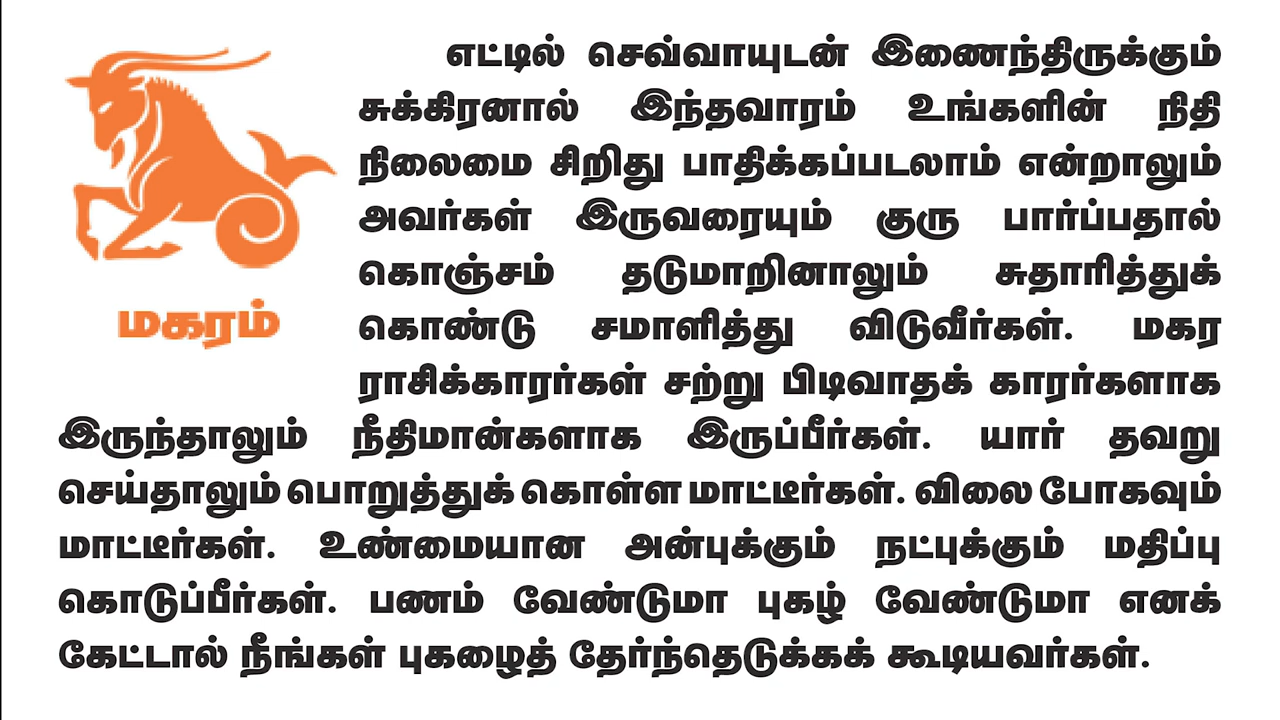 எட்டில் செவ்வாயுடன் இணைந்திருக்கும்
சுக்கிரனால் இந்தவாரம் உங்களின் நிதி
நிலைமை சிறிது பாதிக்கப்படலாம் என்றாலும்
அவர்கள் இருவரையும் குரு பார்ப்பதால்
கொஞ்சம் தடுமாறினாலும் சுதாரித்துக்
கொண்டு சமாளித்து விடுவீர்கள். மகர
ராசிக்காரர்கள் சற்று பிடிவாதக் காரர்களாக
இருந்தாலும் நீதிமான்களாக இருப்பீர்கள். யார் தவறு
செய்தாலும் பொறுத்துக் கொள்ள மாட்டீர்கள். விலை போகவும்
மாட்டீர்கள். உண்மையான அன்புக்கும் நட்புக்கும் மதிப்பு
கொடுப்பீர்கள். பணம் வேண்டுமா புகழ் வேண்டுமா எனக்
கேட்டால் நீங்கள் புகழைத் தேர்ந்தெடுக்கக் கூடியவர்கள்.
மகரம்